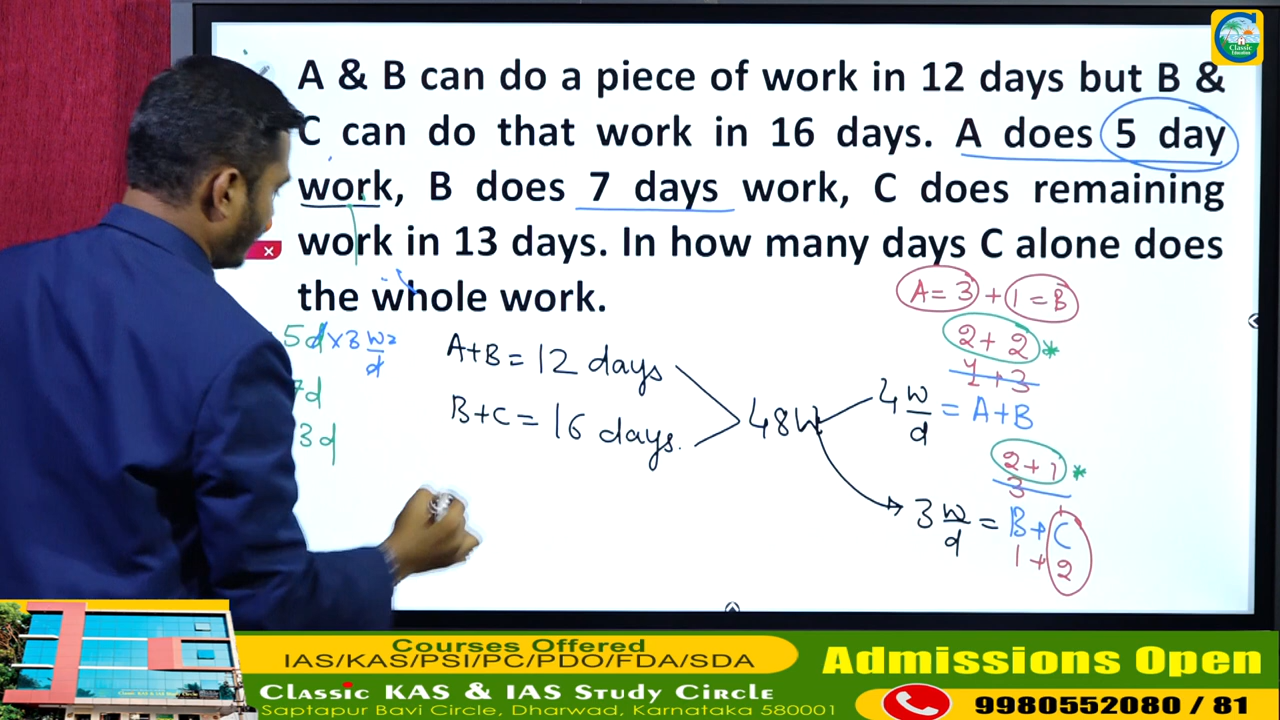 Classic
Education
A & B can do a piece of work in 12 days but B &
C can do that work in 16 days. A does 5 day
work, B does 7 days work, C does remaining
work in 13 days. In how many days C alone does
the whole work.
A = 3 + 1 = B
2 + 2 *
1 + 3
5d x 3 w/d =
A+B = 12 days
B+C = 16 days.
48W
4 w/d = A+B
7d
3d
2 + 1 *
3
3 w/d = B+C
1 + 2
Courses Offered
IAS/KAS/PSI/PC/PDO/FDA/SDA
Classic KAS & IAS Study Circle
Saptapur Bavi Circle, Dharwad, Karnataka 580001
Admissions Open
9980552080 / 81